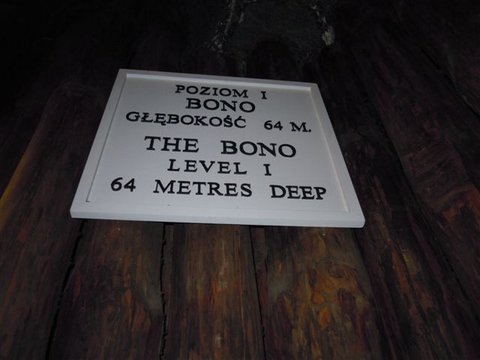 POZIOM I
BONO
GŁĘBOKOŚĆ 64 M.
THE BONO
LEVEL I
64 METRES DEEP